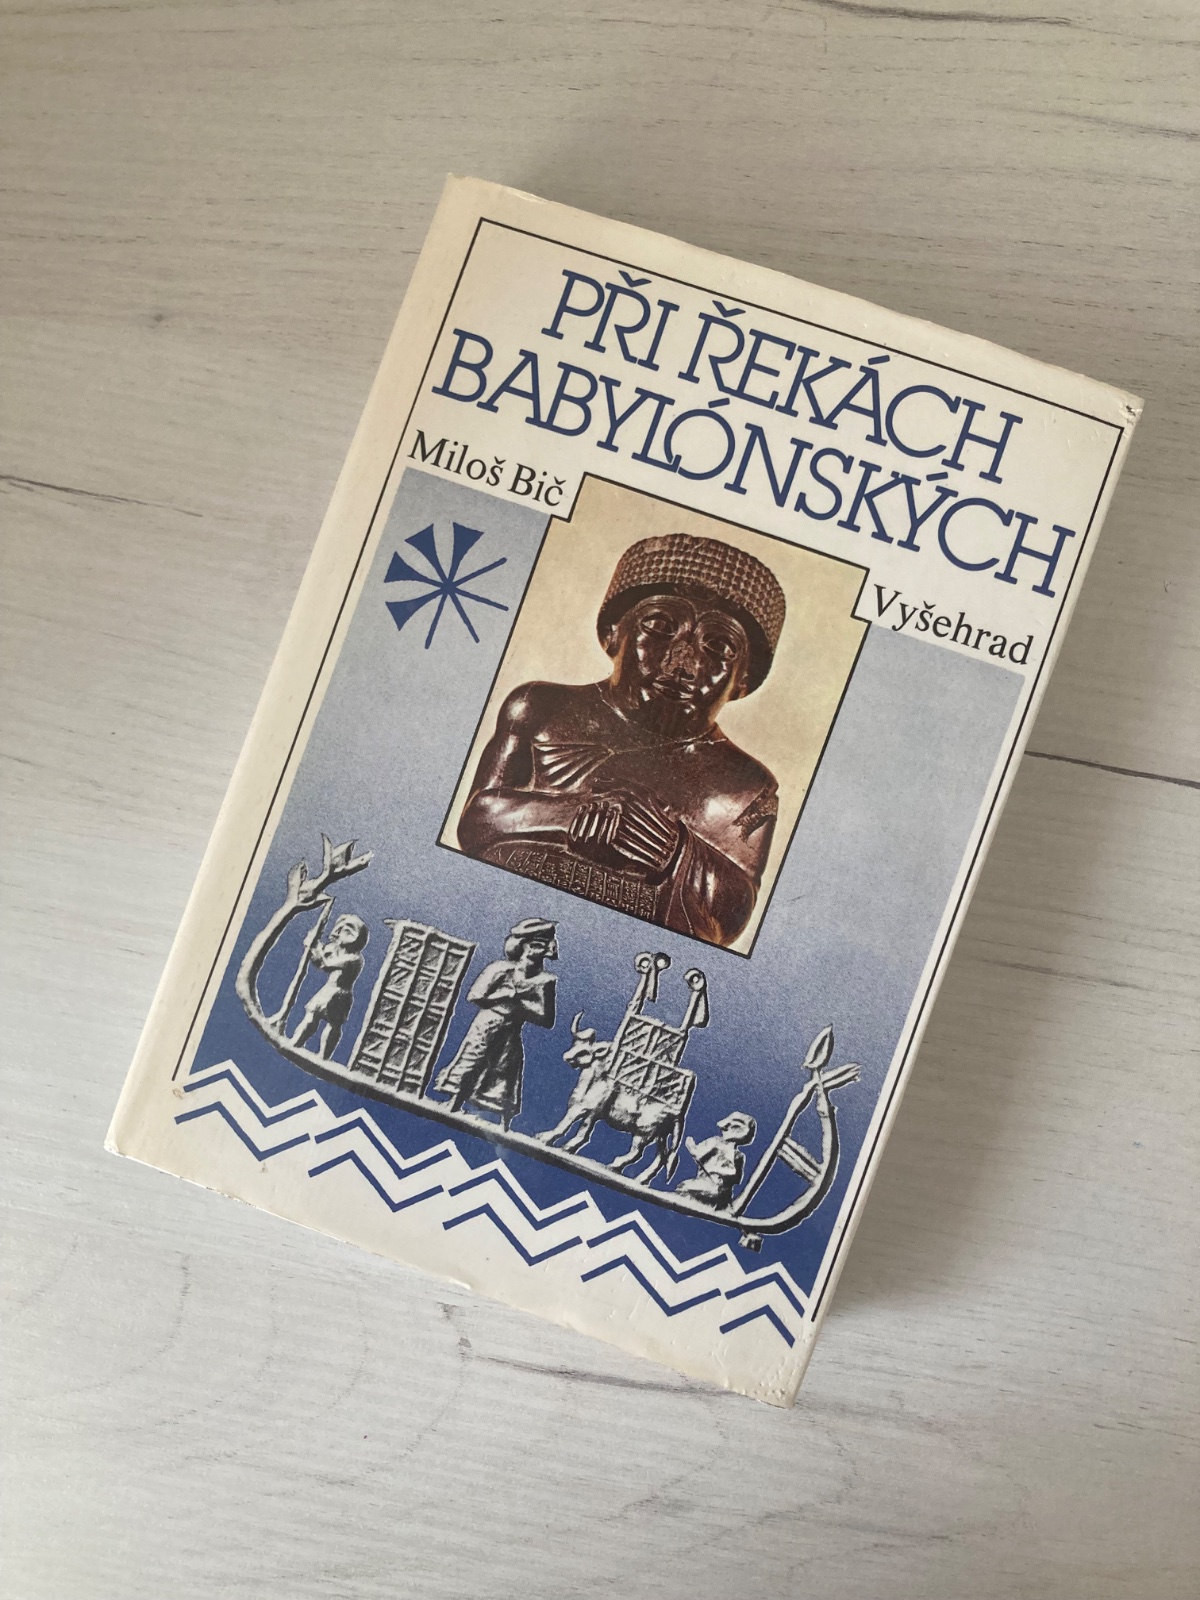 PŘI ŘEKÁCH
BABYLÓNSKÝCH
Miloš Bič
Vyšehrad